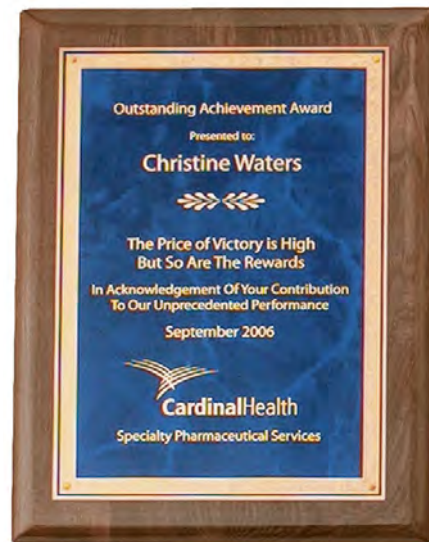 Outstanding Achievement Award
Presented to:
Christine Waters
The Price of Victory is High
But So Are The Rewards
In Acknowledgement Of Your Contribution
To Our Unprecedented Performance
September 2006
CardinalHealth
Specialty Pharmaceutical Services